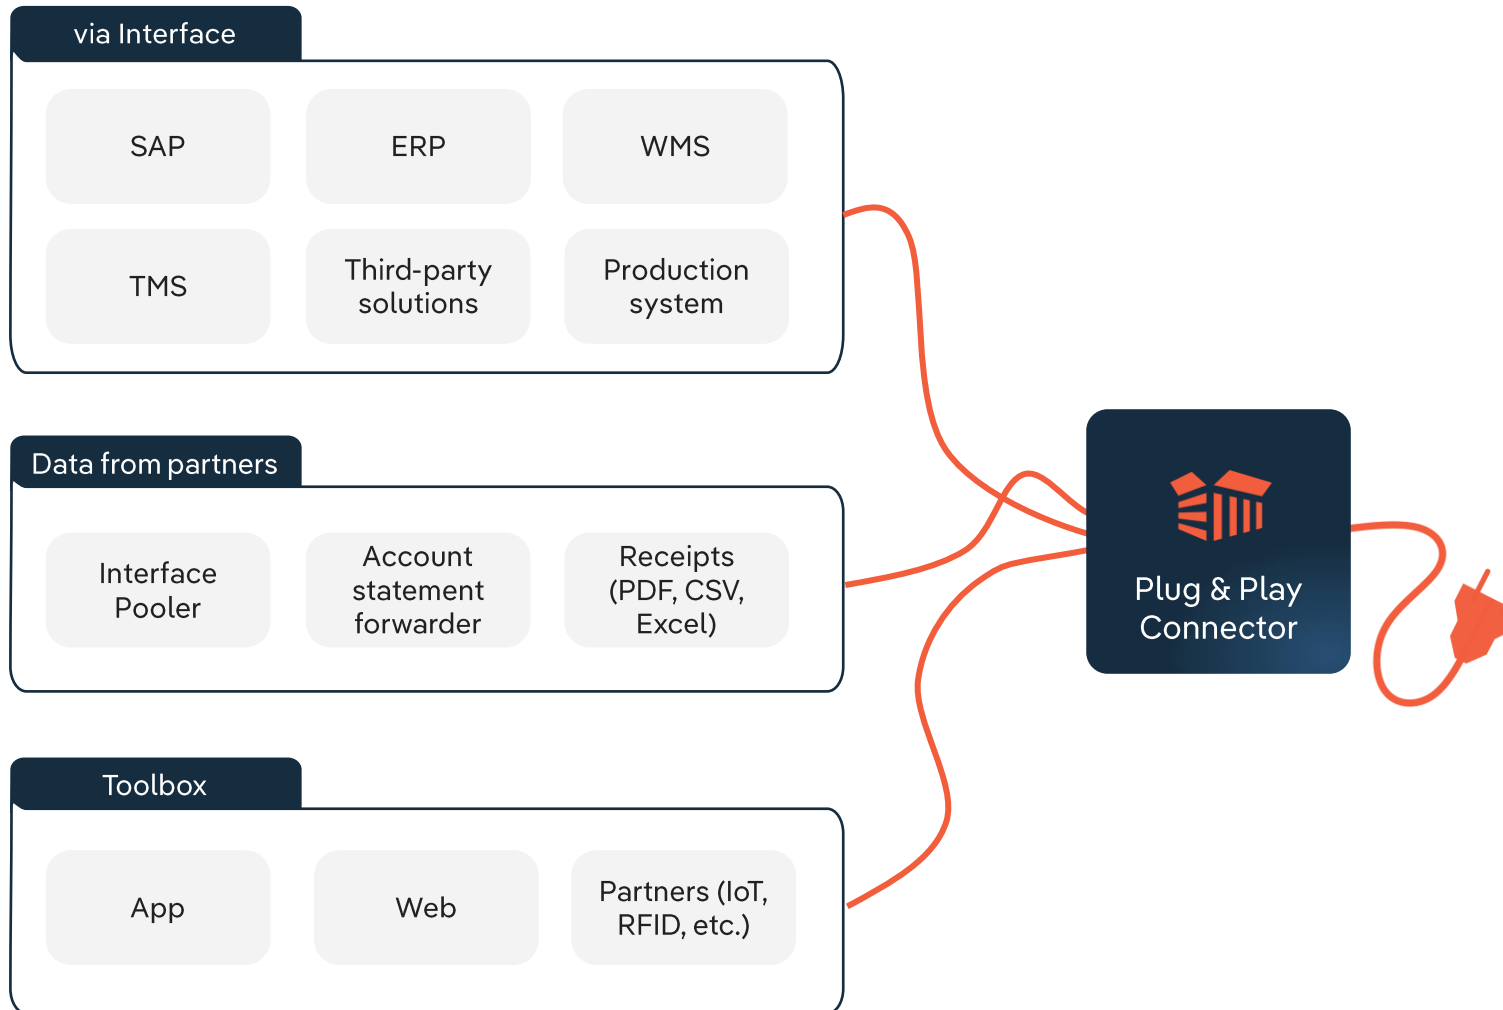 via Interface
SAP
ERP
WMS
TMS
Third-party
solutions
Production
system
Data from partners
Interface
Pooler
Account
statement
forwarder
Receipts
(PDF, CSV,
Excel)
Toolbox
App
Web
Partners (IoT,
RFID, etc.)
Plug & Play
Connector